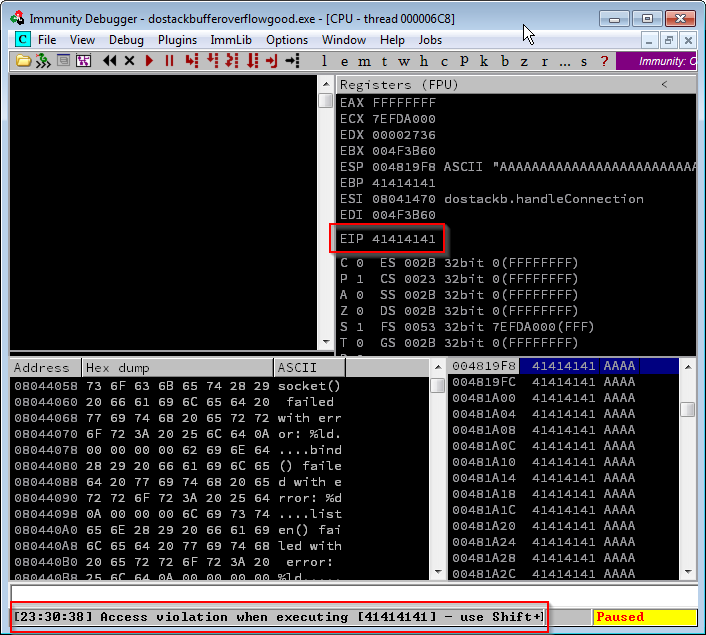 Immunity Debugger - dostackbufferoverflowgood.exe - [CPU - thread 000006C8]
C File View Debug Plugins ImmLib Options Window Help Jobs
l e m t w h c p k b z r ... s ? Immunity: C
Registers (FPU) <
EAX FFFFFFFF
ECX 7EFDA000
EDX 00002736
EBX 004F3B60
ESP 004819F8 ASCII "AAAAAAAAAAAAAAAAAAAAAAAAA
EBP 41414141
ESI 08041470 dostackb.handleConnection
EDI 004F3B60
EIP 41414141
C 0 ES 002B 32bit 0(FFFFFFFF)
P 1 CS 0023 32bit 0(FFFFFFFF)
A 0 SS 002B 32bit 0(FFFFFFFF)
Z 0 DS 002B 32bit 0(FFFFFFFF)
S 1 FS 0053 32bit 7EFDA000(FFF)
T 0 GS 002B 32bit 0(FFFFFFFF)
Address Hex dump ASCII
08044058 73 6F 63 6B 65 74 28 29 socket()
08044060 20 66 61 69 6C 65 64 20 failed
08044068 77 69 74 68 20 65 72 72 with err
08044070 6F 72 3A 20 25 6C 64 0A or: %ld.
08044078 00 00 00 00 62 69 6E 64 ....bind
08044080 28 29 20 66 61 69 6C 65 () faile
08044088 64 20 77 69 74 68 20 65 d with e
08044090 72 72 6F 72 3A 20 25 64 rror: %d
08044098 0A 00 00 00 6C 69 73 74 ....list
080440A0 65 6E 28 29 20 66 61 69 en() fai
080440A8 6C 65 64 20 77 69 74 68 led with
080440B0 20 65 72 72 6F 72 3A 20 error:
080440B8 25 6C 64 0A 00 00 00 00 %ld.....
004819F8 41414141 AAAA
004819FC 41414141 AAAA
00481A00 41414141 AAAA
00481A04 41414141 AAAA
00481A08 41414141 AAAA
00481A0C 41414141 AAAA
00481A10 41414141 AAAA
00481A14 41414141 AAAA
00481A18 41414141 AAAA
00481A1C 41414141 AAAA
00481A20 41414141 AAAA
00481A24 41414141 AAAA
00481A28 41414141 AAAA
00481A2C 41414141 AAAA
[23:30:38] Access violation when executing [41414141] - use Shift+
Paused